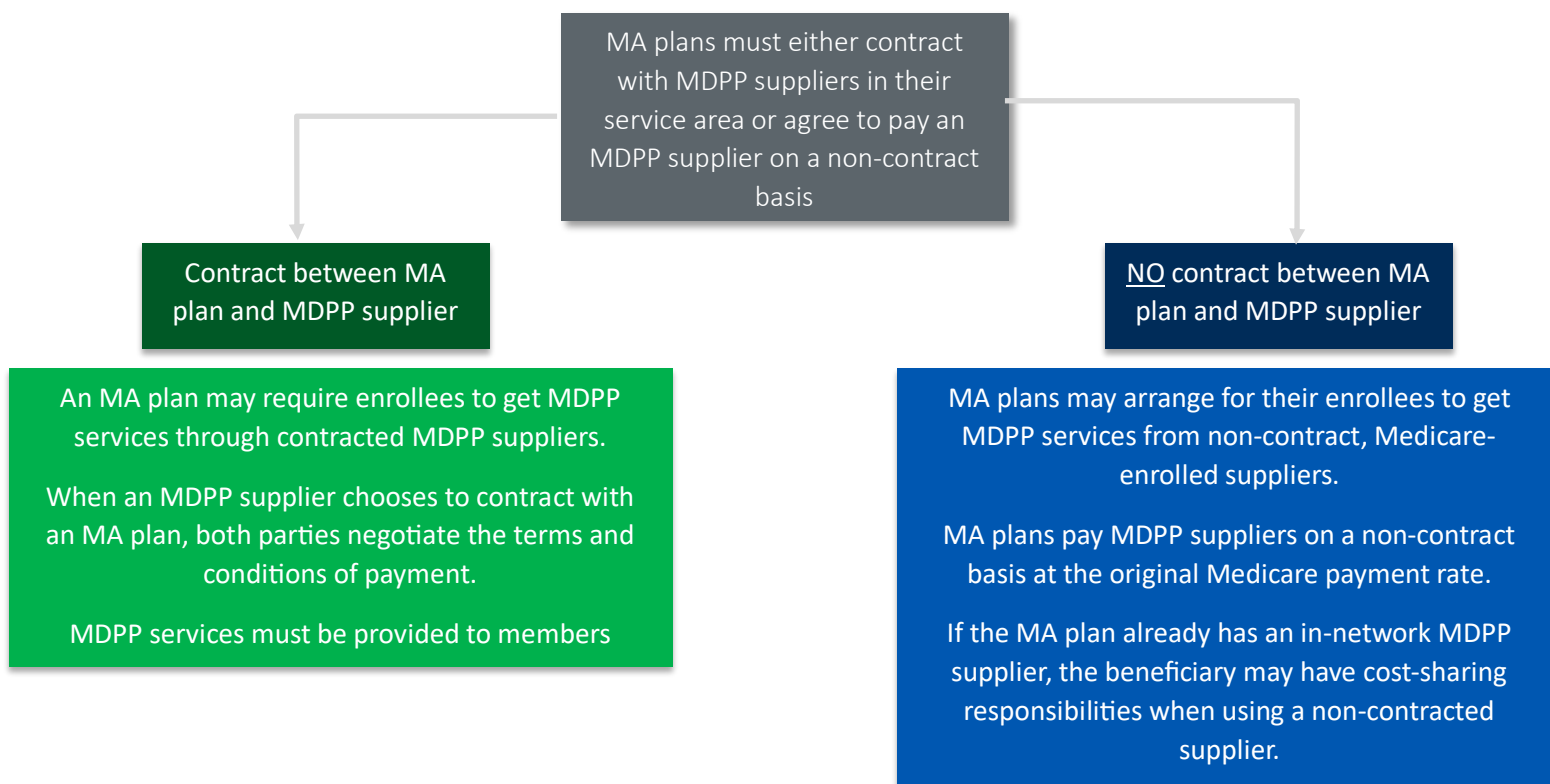 MA plans must either contract
with MDPP suppliers in their
service area or agree to pay an
MDPP supplier on a non-contract
basis
Contract between MA
plan and MDPP supplier
An MA plan may require enrollees to get MDPP
services through contracted MDPP suppliers.
When an MDPP supplier chooses to contract with
an MA plan, both parties negotiate the terms and
conditions of payment.
MDPP services must be provided to members
NO contract between MA
plan and MDPP supplier
MA plans may arrange for their enrollees to get
MDPP services from non-contract, Medicare-
enrolled suppliers.
MA plans pay MDPP suppliers on a non-contract
basis at the original Medicare payment rate.
If the MA plan already has an in-network MDPP
supplier, the beneficiary may have cost-sharing
responsibilities when using a non-contracted
supplier.